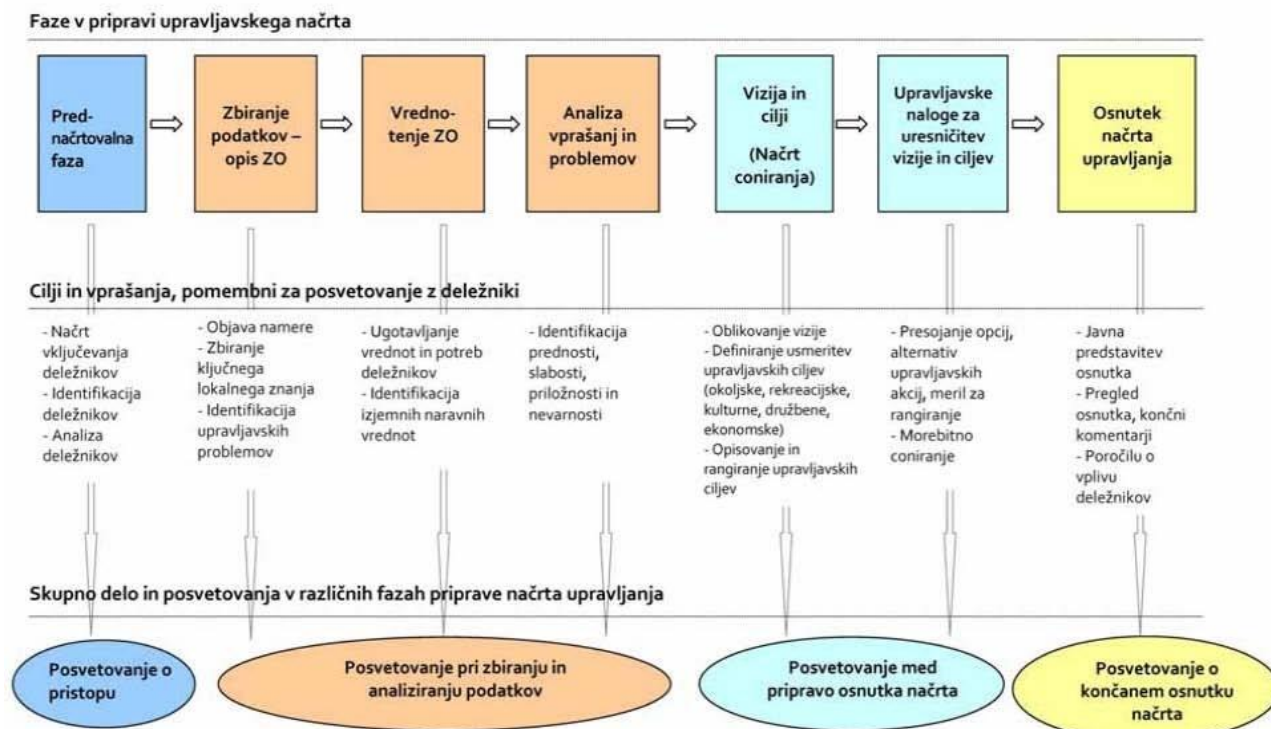 Faze v pripravi upravljavskega načrta
Pred-
načrtovalna
faza
Zbiranje
podatkov –
opis ZO
Vredno-
tenje ZO
Analiza
vprašanj in
problemov
Vizija in
cilji
(Načrt
coniranja)
Upravljavske
naloge za
uresničitev
vizije in ciljev
Osnutek
načrta
upravljanja
Cilji in vprašanja, pomembni za posvetovanje z deležniki
- Načrt
vključevanja
deležnikov
- Identifikacija
deležnikov
- Analiza
deležnikov
- Objava namere
- Zbiranje
ključnega
lokalnega znanja
- Identifikacija
upravljavskih
problemov
- Ugotavljanje
vrednot in potreb
deležnikov
- Identifikacija
izjemnih naravnih
vrednot
- Identifikacija
prednosti,
slabosti,
priložnosti in
nevarnosti
- Oblikovanje vizije
- Definiranje usmeritev
upravljavskih ciljev
(okoljske, rekreacijske,
kulturne, družbene,
ekonomske)
- Opisovanje in
rangiranje upravljavskih
ciljev
- Presojanje opcij,
alternativ
upravljavskih
akcij, meril za
rangiranje
- Morebitno
coniranje
- Javna
predstavitev
osnutka
- Pregled
osnutka, končni
komentarji
- Poročilu o
vplivu
deležnikov
Skupno delo in posvetovanja v različnih fazah priprave načrta upravljanja
Posvetovanje o
pristopu
Posvetovanje pri zbiranju in
analiziranju podatkov
Posvetovanje med
pripravo osnutka načrta
Posvetovanje o
končanem osnutku
načrta